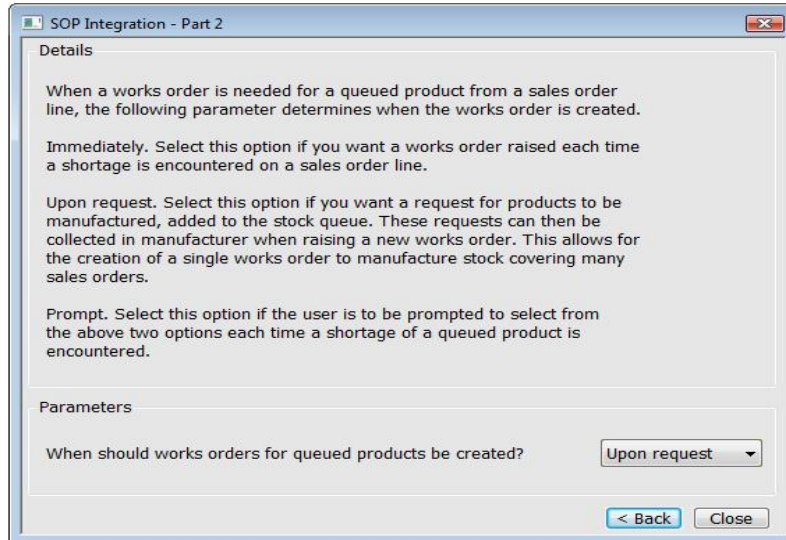 SOP Integration - Part 2
Details
When a works order is needed for a queued product from a sales order
line, the following parameter determines when the works order is created.
Immediately. Select this option if you want a works order raised each time
a shortage is encountered on a sales order line.
Upon request. Select this option if you want a request for products to be
manufactured, added to the stock queue. These requests can then be
collected in manufacturer when raising a new works order. This allows for
the creation of a single works order to manufacture stock covering many
sales orders.
Prompt. Select this option if the user is to be prompted to select from
the above two options each time a shortage of a queued product is
encountered.
Parameters
When should works orders for queued products be created? Upon request
< Back Close